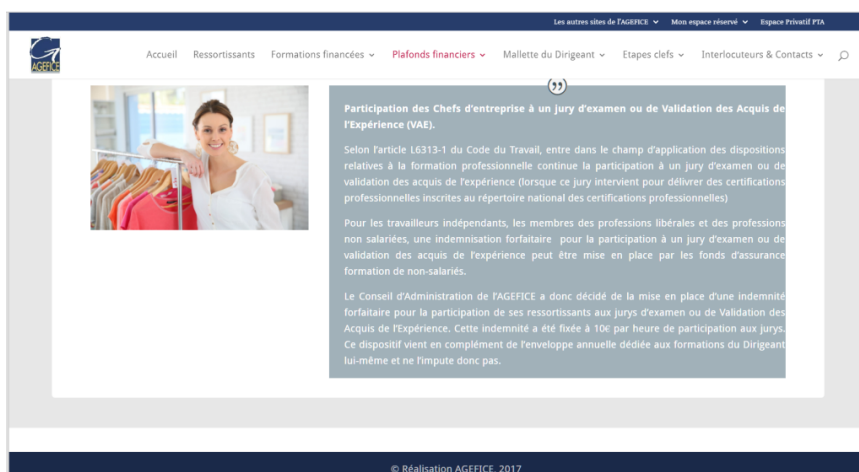 Les autres sites de l'AGEFICE Mon espace réservé Espace Privatif PTA
AGEFICE
Accueil Ressortissants Formations financées Plafonds financiers Mallette du Dirigeant Etapes clefs Interlocuteurs & Contacts
Participation des Chefs d'entreprise à un jury d'examen ou de Validation des Acquis de
l'Expérience (VAE).
Selon l'article L6313-1 du Code du Travail, entre dans le champ d'application des dispositions
relatives à la formation professionnelle continue la participation à un jury d'examen ou de
validation des acquis de l'expérience (lorsque ce jury intervient pour délivrer des certifications
professionnelles inscrites au répertoire national des certifications professionnelles)
Pour les travailleurs indépendants, les membres des professions libérales et des professions
non salariées, une indemnisation forfaitaire pour la participation à un jury d'examen ou de
validation des acquis de l'expérience peut être mise en place par les fonds d'assurance
formation de non-salariés.
Le Conseil d'Administration de l'AGEFICE a donc décidé de la mise en place d'une indemnité
forfaitaire pour la participation de ses ressortissants aux jurys d'examen ou de Validation des
Acquis de l'Expérience. Cette indemnité a été fixée à 10€ par heure de participation aux jurys.
Ce dispositif vient en complément de l'enveloppe annuelle dédiée aux formations du Dirigeant
lui-même et ne l'impute donc pas.
© Réalisation AGEFICE, 2017